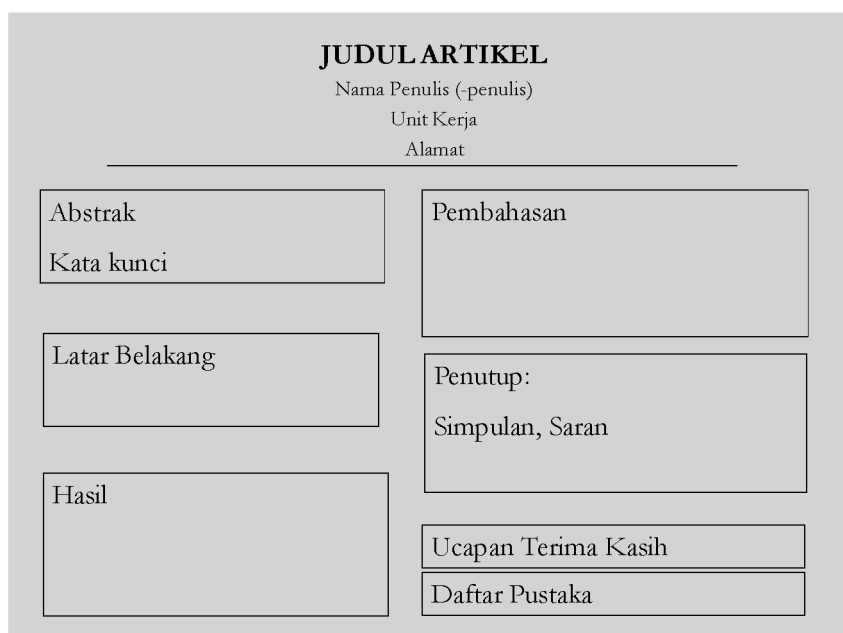 JUDUL ARTIKEL
Nama Penulis (-penulis)
Unit Kerja
Alamat
Abstrak
Kata kunci
Latar Belakang
Hasil
Pembahasan
Penutup:
Simpulan, Saran
Ucapan Terima Kasih
Daftar Pustaka